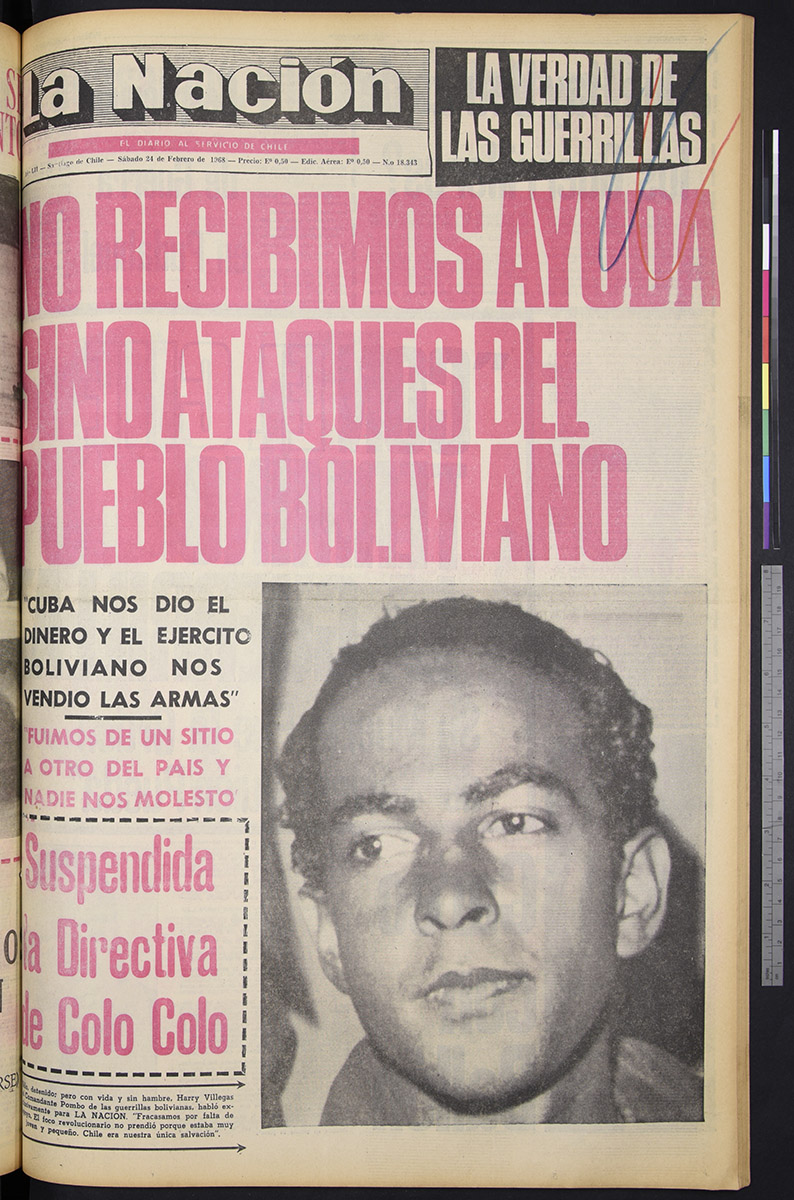 La Nación
EL DIARIO AL SERVICIO DE CHILE
LII — Santiago de Chile — Sábado 24 de Febrero de 1968 — Precio: Eº 0,50 — Edic. Aérea: Eº 0,50 — N.o 18.343
LA VERDAD DE
LAS GUERRILLAS
NO RECIBIMOS AYUDA
SINO ATAQUES DEL
PUEBLO BOLIVIANO
"CUBA NOS DIO EL
DINERO Y EL EJERCITO
BOLIVIANO NOS
VENDIO LAS ARMAS"
"FUIMOS DE UN SITIO
A OTRO DEL PAIS Y
NADIE NOS MOLESTO
Suspendida
la Directiva
de Colo Colo
detenido; pero con vida y sin hambre, Harry Villegas
Comandante Pombo de las guerrillas bolivianas, habló ex-
para LA NACION. "Fracasamos por falta de
El foco revolucionario no prendió porque estaba muy
joven y pequeño. Chile era nuestra única salvación".